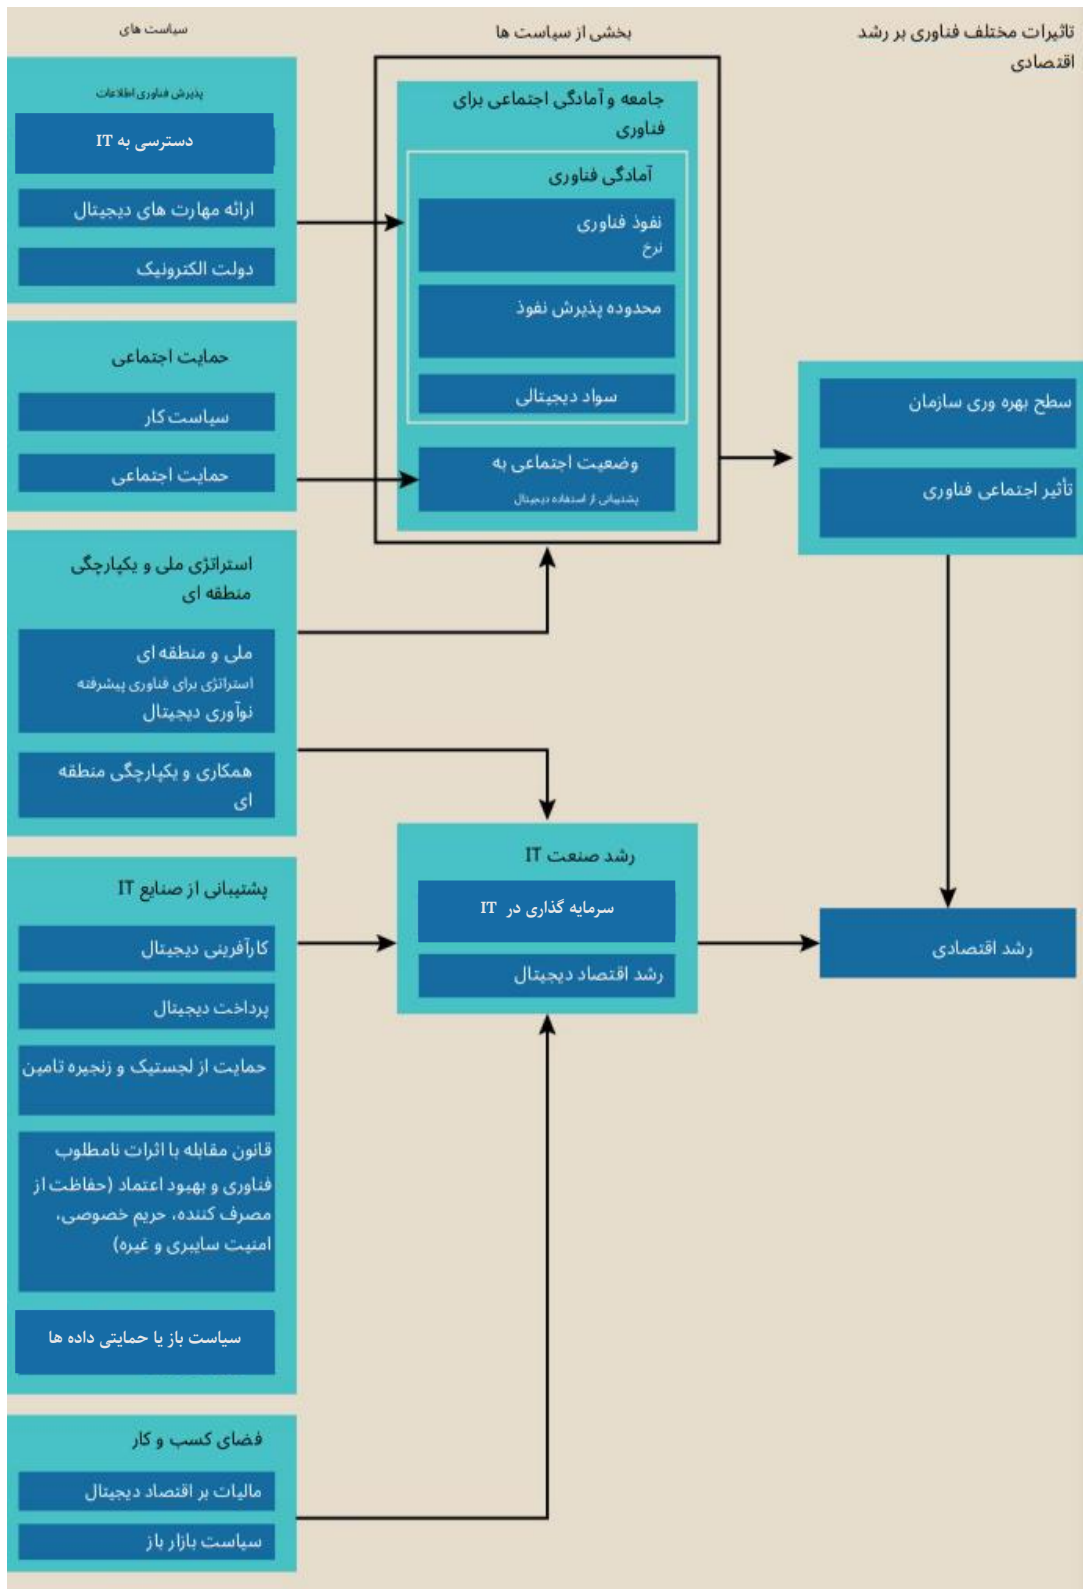 سیاست های
پذیرش فناوری اطلاعات
دسترسی به IT
ارائه مهارت های دیجیتال
دولت الکترونیک
حمایت اجتماعی
سیاست کار
حمایت اجتماعی
استراتژی ملی و یکپارچگی
منطقه ای
ملی و منطقه ای
استراتژی برای فناوری پیشرفته
نوآوری دیجیتال
همکاری و یکپارچگی منطقه
ای
پشتیبانی از صنایع IT
کارآفرینی دیجیتال
پرداخت دیجیتال
حمایت از لجستیک و زنجیره تامین
قانون مقابله با اثرات نامطلوب
فناوری و بهبود اعتماد (حفاظت از
مصرف کننده، حریم خصوصی،
امنیت سایبری و غیره)
سیاست باز یا حمایتی داده ها
فضای کسب و کار
مالیات بر اقتصاد دیجیتال
سیاست بازار باز
بخشی از سیاست ها
جامعه و آمادگی اجتماعی برای
فناوری
آمادگی فناوری
نفوذ فناوری
نرخ
محدوده پذیرش نفوذ
سواد دیجیتالی
وضعیت اجتماعی به
پشتیبانی از استفاده دیجیتال
رشد صنعت IT
سرمایه گذاری در IT
رشد اقتصاد دیجیتال
تاثیرات مختلف فناوری بر رشد
اقتصادی
سطح بهره وری سازمان
تأثیر اجتماعی فناوری
رشد اقتصادی